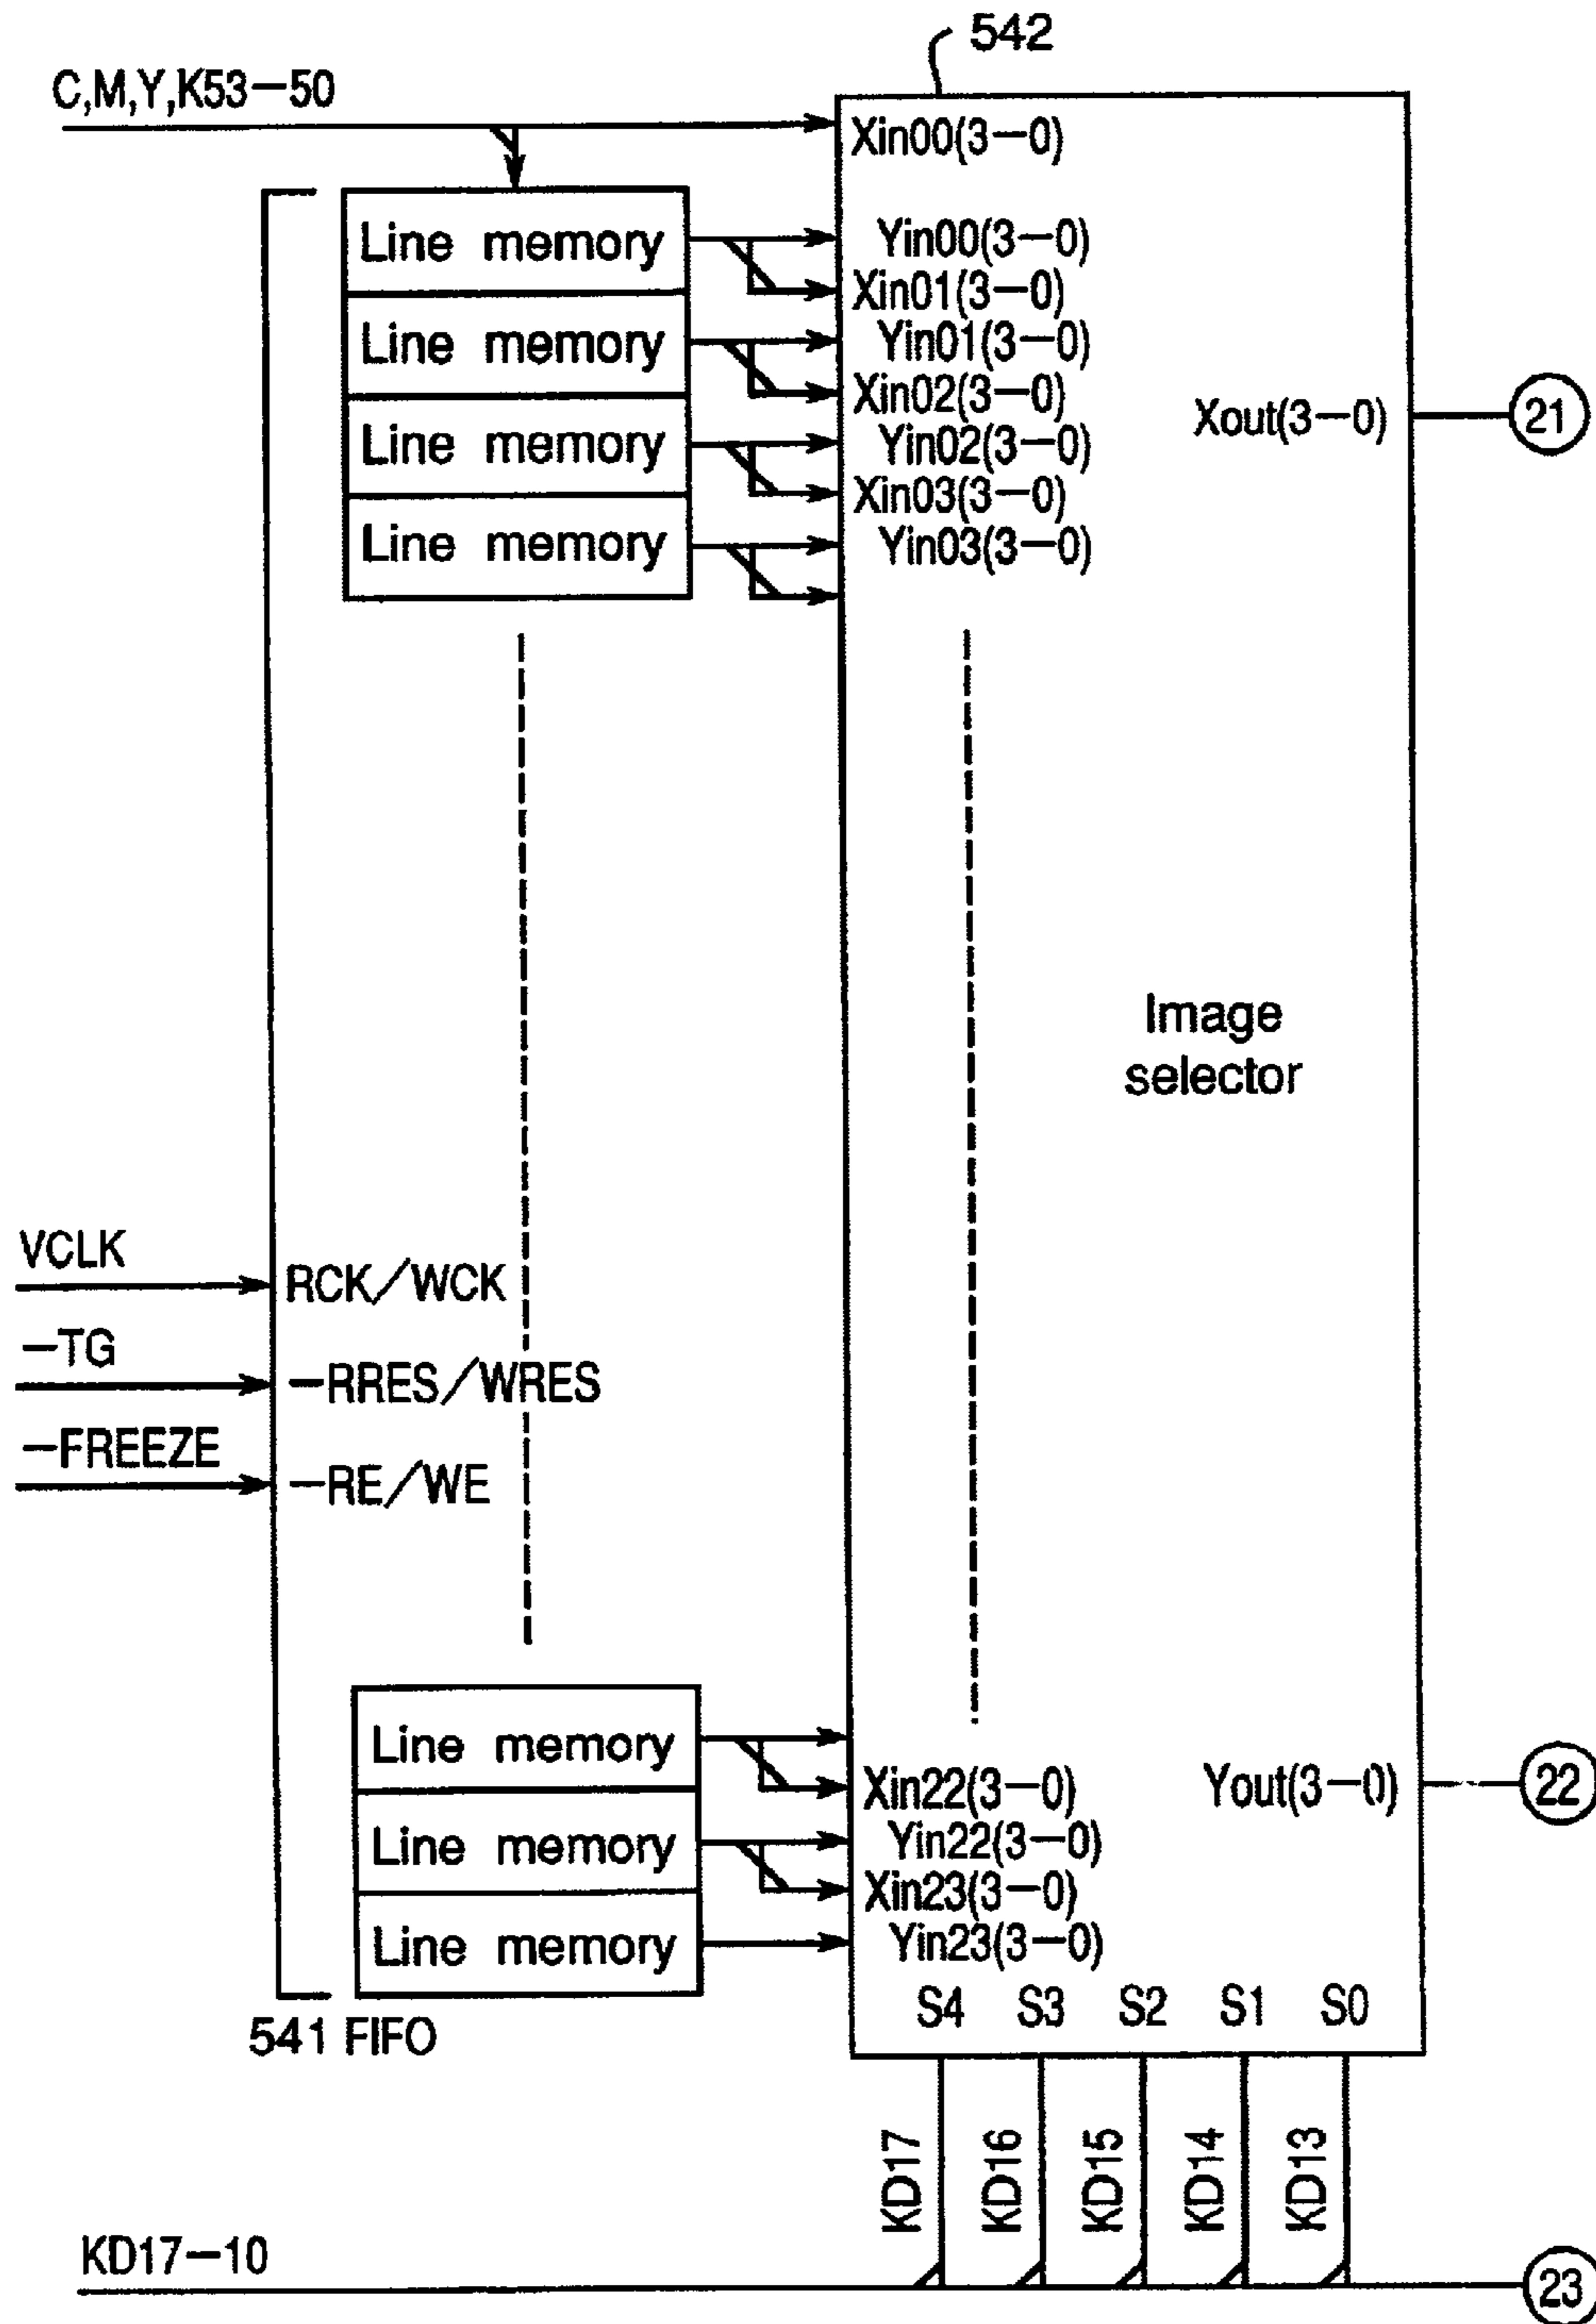 542
C,M,Y,K53−50
Xin00(3−0)
Line memory
Yin00(3−0)
Xin01(3−0)
Line memory
Yin01(3−0)
Xin02(3−0)
Xout(3−0)
21
Line memory
Yin02(3−0)
Xin03(3−0)
Line memory
Yin03(3−0)
Image
selector
VCLK
RCK/WCK
−TG
−RRES/WRES
−FREEZE
−RE/WE
Line memory
Xin22(3−0)
Yout(3−0)
22
Line memory
Yin22(3−0)
Xin23(3−0)
Line memory
Yin23(3−0)
S4 S3 S2 S1 S0
541 FIFO
KD17
KD16
KD15
KD14
KD13
KD17−10
23